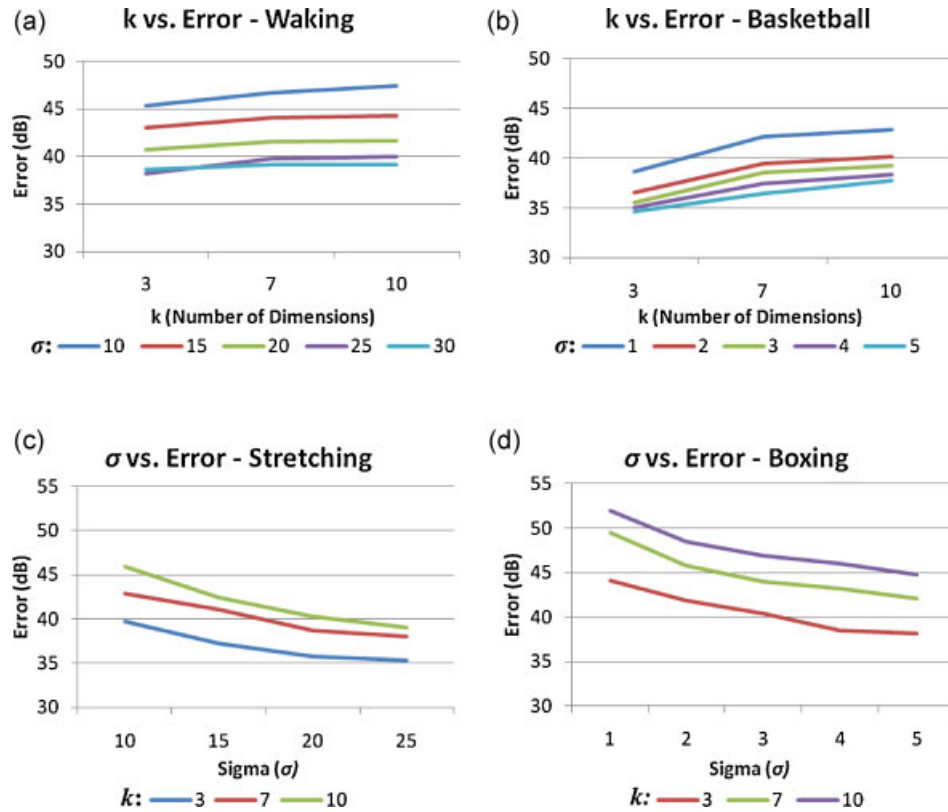 (a)
k vs. Error - Waking
50
45
40
35
30
Error (dB)
3 7 10
k (Number of Dimensions)
σ: 10 15 20 25 30
(b)
k vs. Error - Basketball
50
45
40
35
30
Error (dB)
3 7 10
k (Number of Dimensions)
σ: 1 2 3 4 5
(c)
σ vs. Error - Stretching
55
50
45
40
35
30
Error (dB)
10 15 20 25
Sigma (σ)
k: 3 7 10
(d)
σ vs. Error - Boxing
55
50
45
40
35
30
Error (dB)
1 2 3 4 5
Sigma (σ)
k: 3 7 10